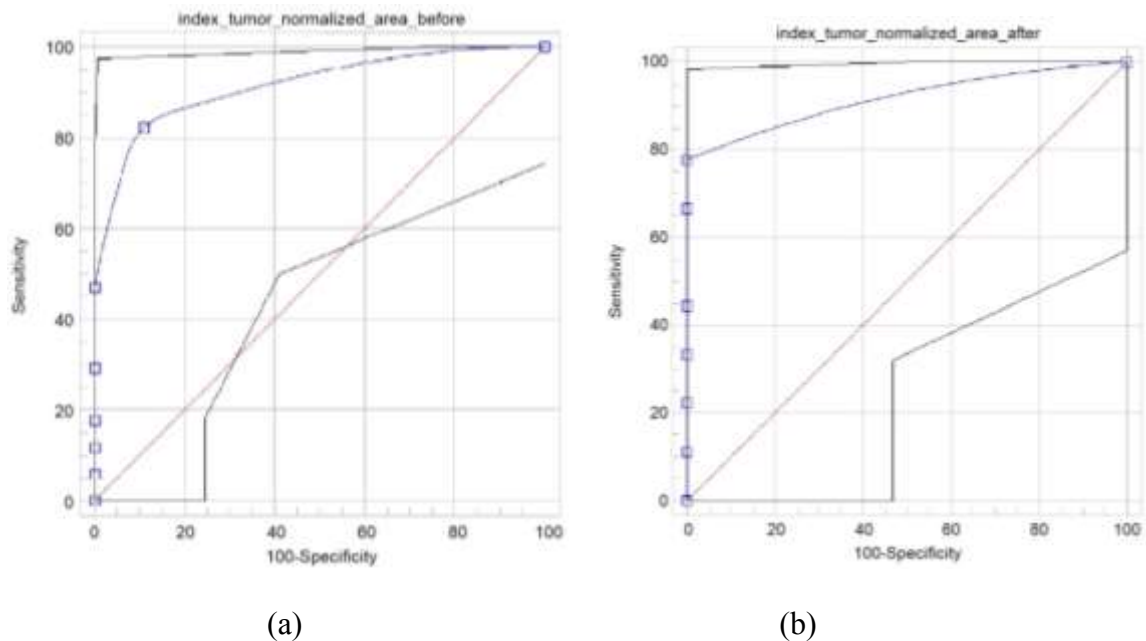 index_tumor_normalized_area_before
100
80
60
40
20
0
Sensitivity
0 20 40 60 80 100
100-Specificity
(a)
index_tumor_normalized_area_after
100
80
60
40
20
0
Sensitivity
0 20 40 60 80 100
100-Specificity
(b)